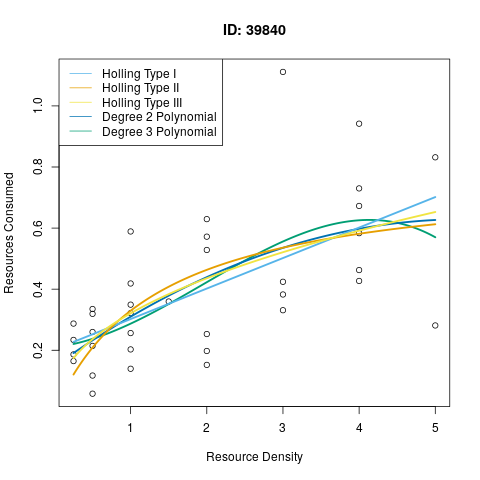 ID: 39840
Holling Type I
Holling Type II
Holling Type III
Degree 2 Polynomial
Degree 3 Polynomial
Resources Consumed
1.0
0.8
0.6
0.4
0.2
1 2 3 4 5
Resource Density